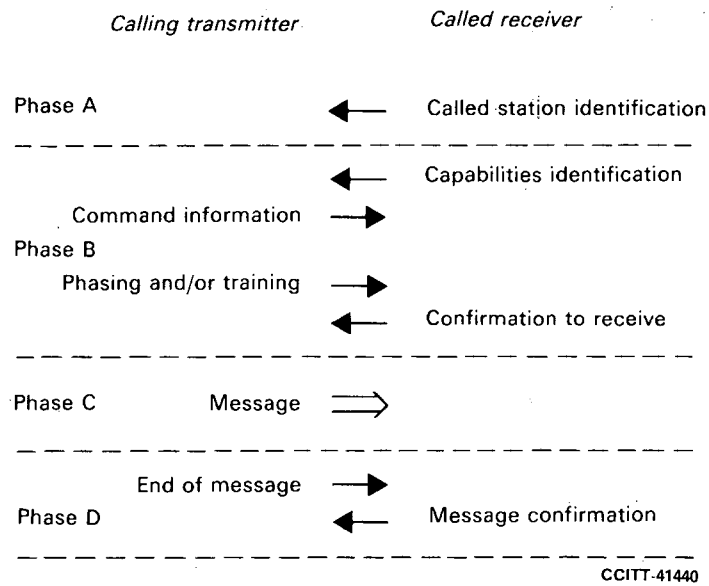 Calling transmitter Called receiver
Phase A Called station identification
Capabilities identification
Command information
Phase B
Phasing and/or training
Confirmation to receive
Phase C Message
End of message
Phase D Message confirmation
CCITT-41440